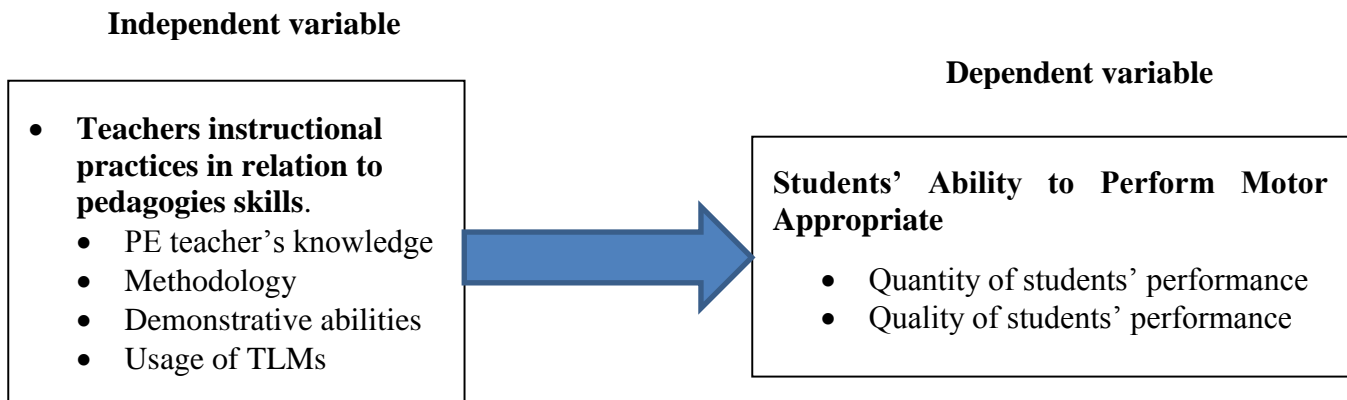 Independent variable
• Teachers instructional
practices in relation to
pedagogies skills.
• PE teacher's knowledge
• Methodology
• Demonstrative abilities
• Usage of TLMs
Dependent variable
Students' Ability to Perform Motor
Appropriate
• Quantity of students' performance
• Quality of students' performance